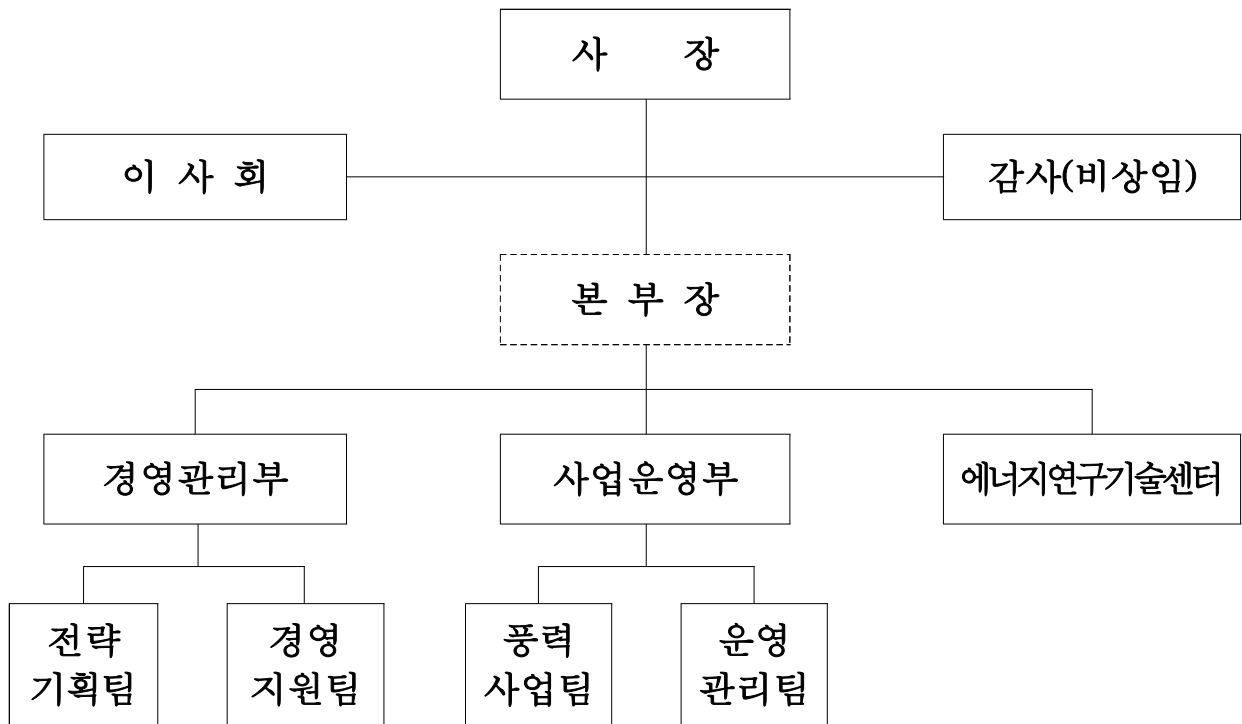 사 장
이 사 회
감사(비상임)
본 부 장
경영관리부
사업운영부
에너지연구기술센터
전략
기획팀
경영
지원팀
풍력
사업팀
운영
관리팀